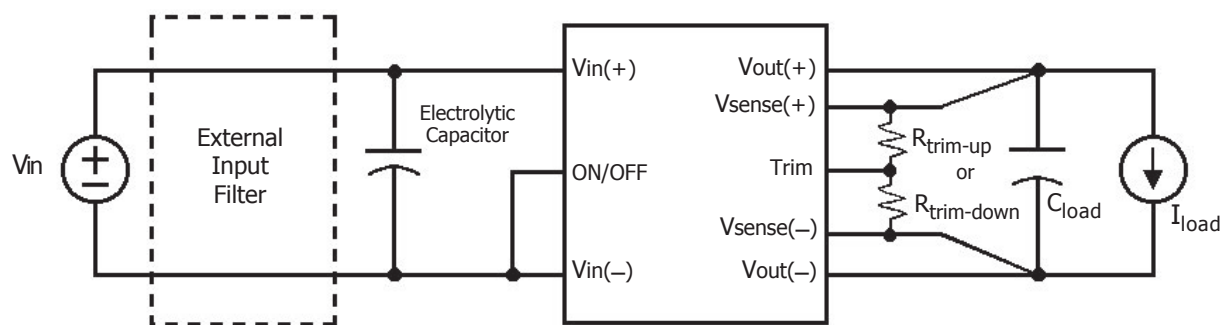 Vin
External
Input
Filter
Electrolytic
Capacitor
Vin(+)
ON/OFF
Vin(−)
Vout(+)
Vsense(+)
Trim
Vsense(−)
Vout(−)
Rtrim-up
or
Rtrim-down
Cload
Iload